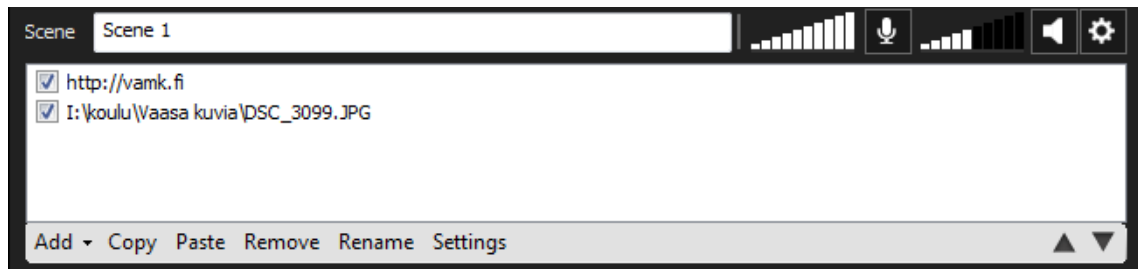 Scene Scene 1
http://vamk.fi
I:\koulu\Vaasa kuvia\DSC_3099.JPG
Add Copy Paste Remove Rename Settings